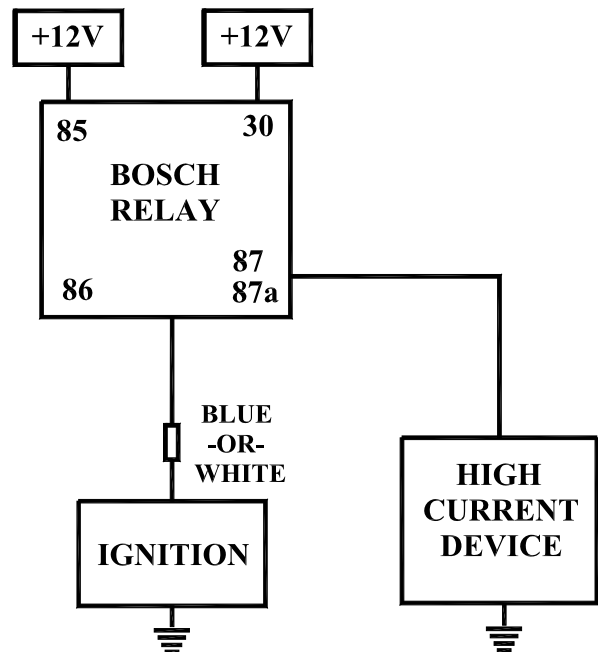 +12V
+12V
85
30
BOSCH
RELAY
87
86
87a
BLUE
-OR-
WHITE
IGNITION
HIGH
CURRENT
DEVICE